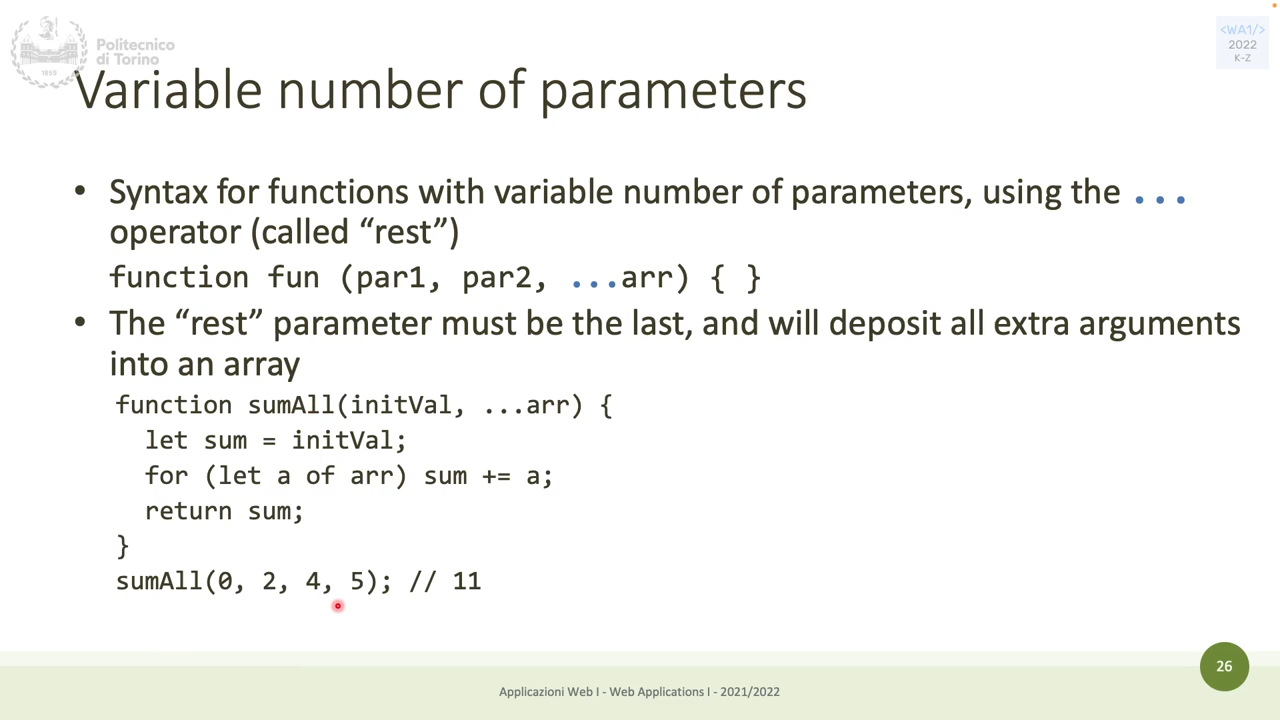 Politecnico
di Torino
1859
<WA1/>
2022
K-Z
Variable number of parameters
• Syntax for functions with variable number of parameters, using the ...
operator (called “rest”)
function fun (par1, par2, ...arr) { }
• The “rest” parameter must be the last, and will deposit all extra arguments
into an array
function sumAll(initVal, ...arr) {
let sum = initVal;
for (let a of arr) sum += a;
return sum;
}
sumAll(0, 2, 4, 5); // 11
26
Applicazioni Web I - Web Applications I - 2021/2022